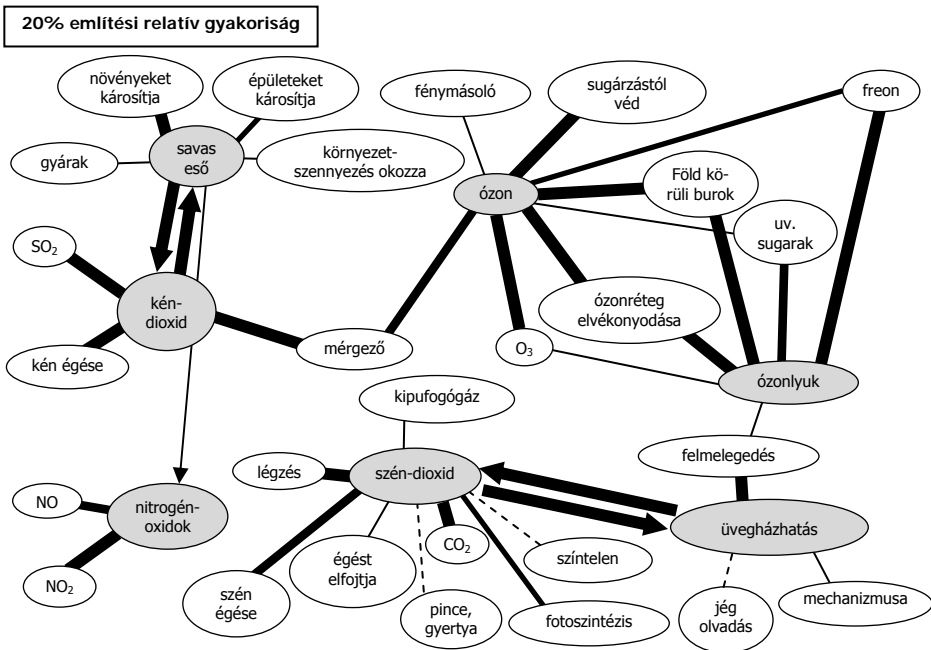 20% említési relatív gyakoriság
növényeket
károsítja
épületeket
károsítja
fénymásoló
sugárzástól
véd
freon
gyárak
savas
eső
környezet-
szennyezés okozza
ózon
Föld kö-
rüli burok
uv.
sugarak
SO₂
kén-
dioxid
ózonréteg
elvékonyodása
kén égése
mérgező
O₃
ózonlyuk
kipufogógáz
felmelegedés
légzés
szén-dioxid
NO
nitrogén-
oxidok
üvegházhatás
CO₂
égést
elfojtja
színtelen
NO₂
szén
égése
pince,
gyertya
fotoszintézis
jég
olvadás
mechanizmusa